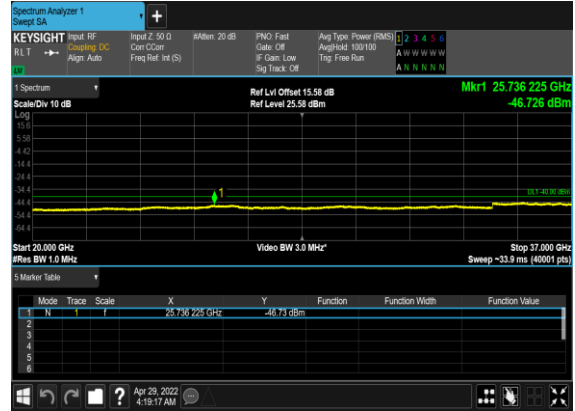 Spectrum Analyzer 1
Swept SA
+
KEYSIGHT Input: RF Input Z: 50 Ω #Atten: 20 dB PNO: Fast Avg Type: Power (RMS) 1 2 3 4 5 6
RLT Coupling: DC Corr CCorr Gate: Off Avg|Hold: 100/100 A W W W W W
Align: Auto Freq Ref: Int (S) IF Gain: Low Trig: Free Run
Sig Track: Off A N N N N N
1 Spectrum Ref Lvl Offset 15.58 dB Mkr1 25.736 225 GHz
Scale/Div 10 dB Ref Level 25.58 dBm -46.726 dBm
Log
15.6
5.58
-4.42
-14.4
-24.4
-34.4 1 DL1 -40.00 dBm
-44.4
-54.4
-64.4
Start 20.000 GHz Video BW 3.0 MHz* Stop 37.000 GHz
#Res BW 1.0 MHz Sweep ~33.9 ms (40001 pts)
5 Marker Table
Mode Trace Scale X Y Function Function Width Function Value
1 N 1 f 25.736 225 GHz -46.73 dBm
2
3
4
5
6
? Apr 29, 2022
4:19:17 AM